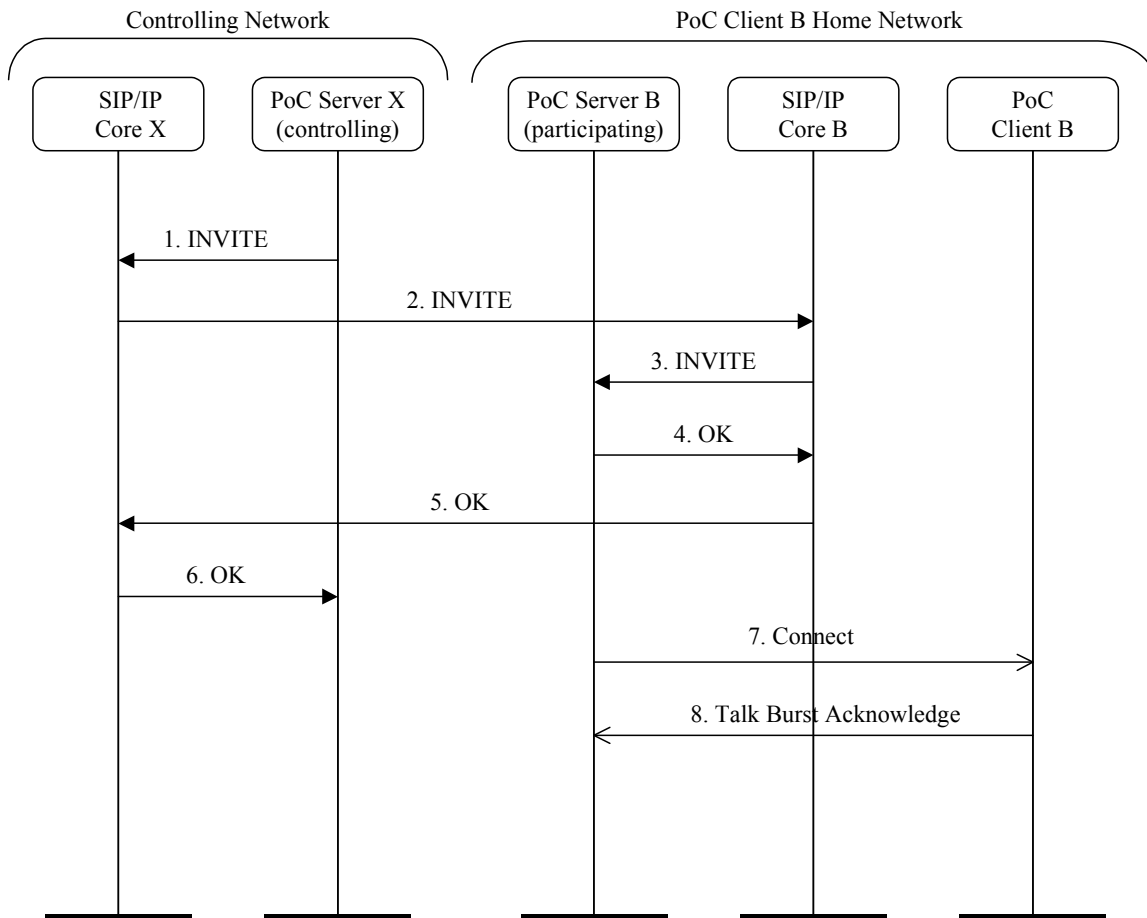 Controlling Network
PoC Client B Home Network
SIP/IP
Core X
PoC Server X
(controlling)
PoC Server B
(participating)
SIP/IP
Core B
PoC
Client B
1. INVITE
2. INVITE
3. INVITE
4. OK
5. OK
6. OK
7. Connect
8. Talk Burst Acknowledge